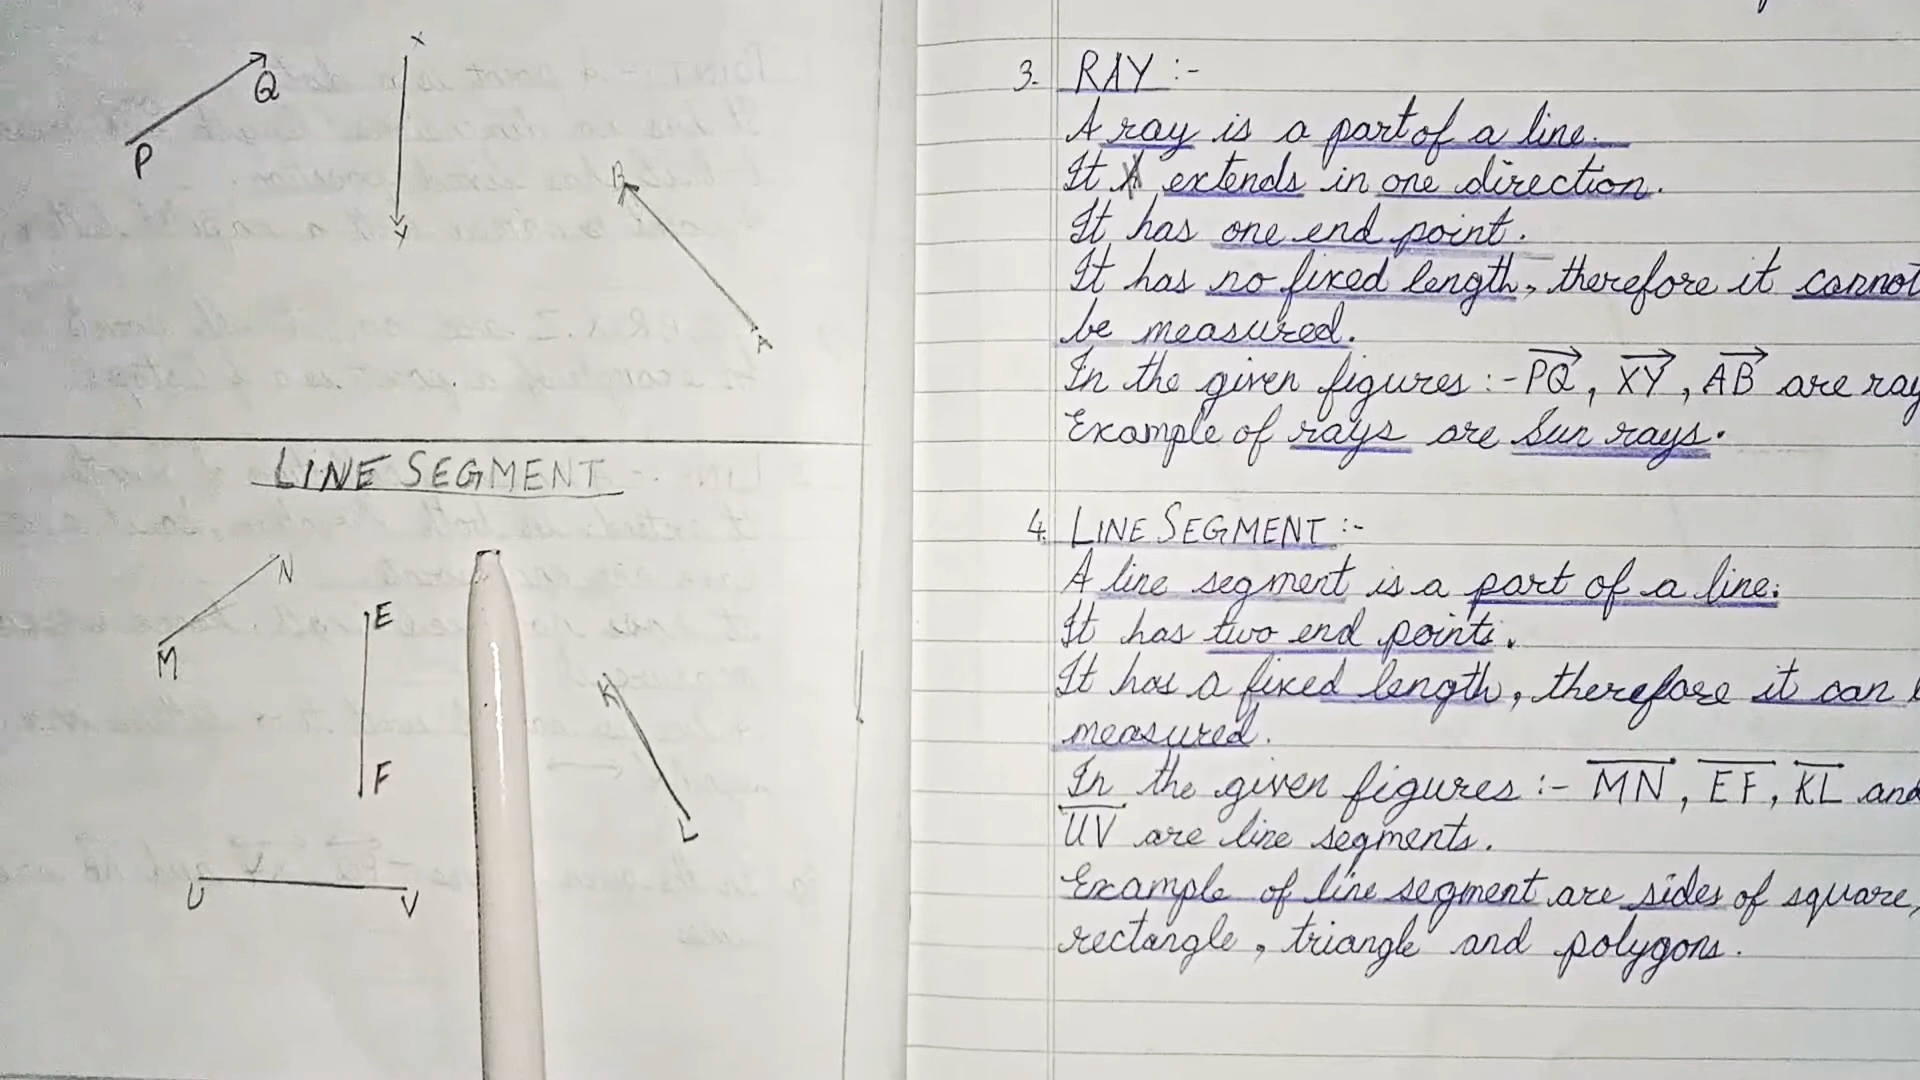 P
Q
X
Y
B
A
LINE SEGMENT
M
N
E
F
K
L
U
V
3. RAY :-
A ray is a part of a line.
It extends in one direction.
It has one end point.
It has no fixed length, therefore it cannot
be measured.
In the given figures :- PQ, XY, AB are ray
Example of rays are Sun rays.
4. LINE SEGMENT :-
A line segment is a part of a line.
It has two end points.
It has a fixed length, therefore it can
measured.
In the given figures :- MN, EF, KL and
UV are line segments.
Example of line segment are sides of square,
rectangle, triangle and polygons.